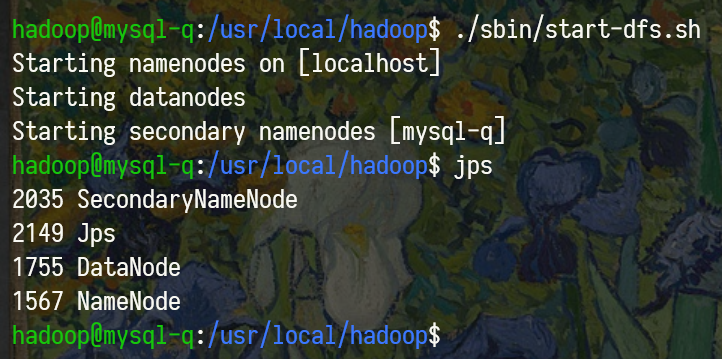 hadoop@mysql-q:/usr/local/hadoop$ ./sbin/start-dfs.sh
Starting namenodes on [localhost]
Starting datanodes
Starting secondary namenodes [mysql-q]
hadoop@mysql-q:/usr/local/hadoop$ jps
2035 SecondaryNameNode
2149 Jps
1755 DataNode
1567 NameNode
hadoop@mysql-q:/usr/local/hadoop$